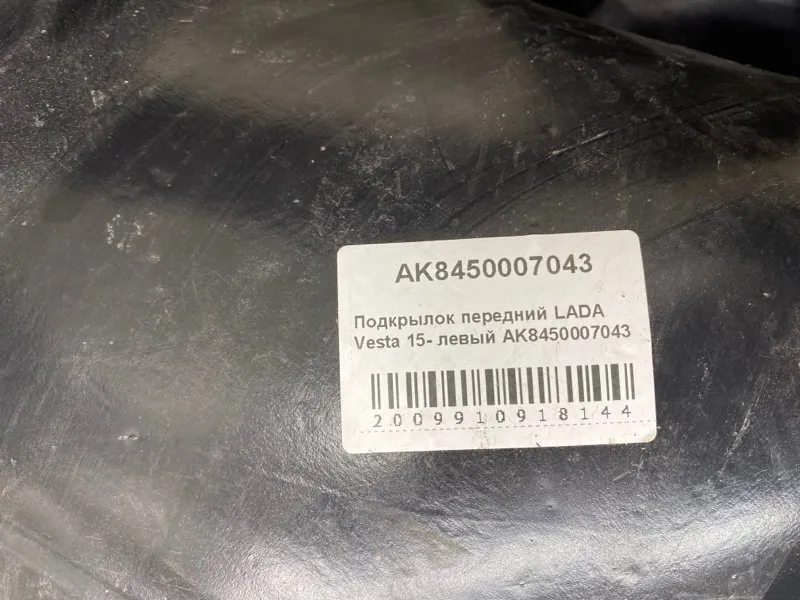 AK8450007043
Подкрылок передний LADA
Vesta 15- левый AK8450007043
2009910918144